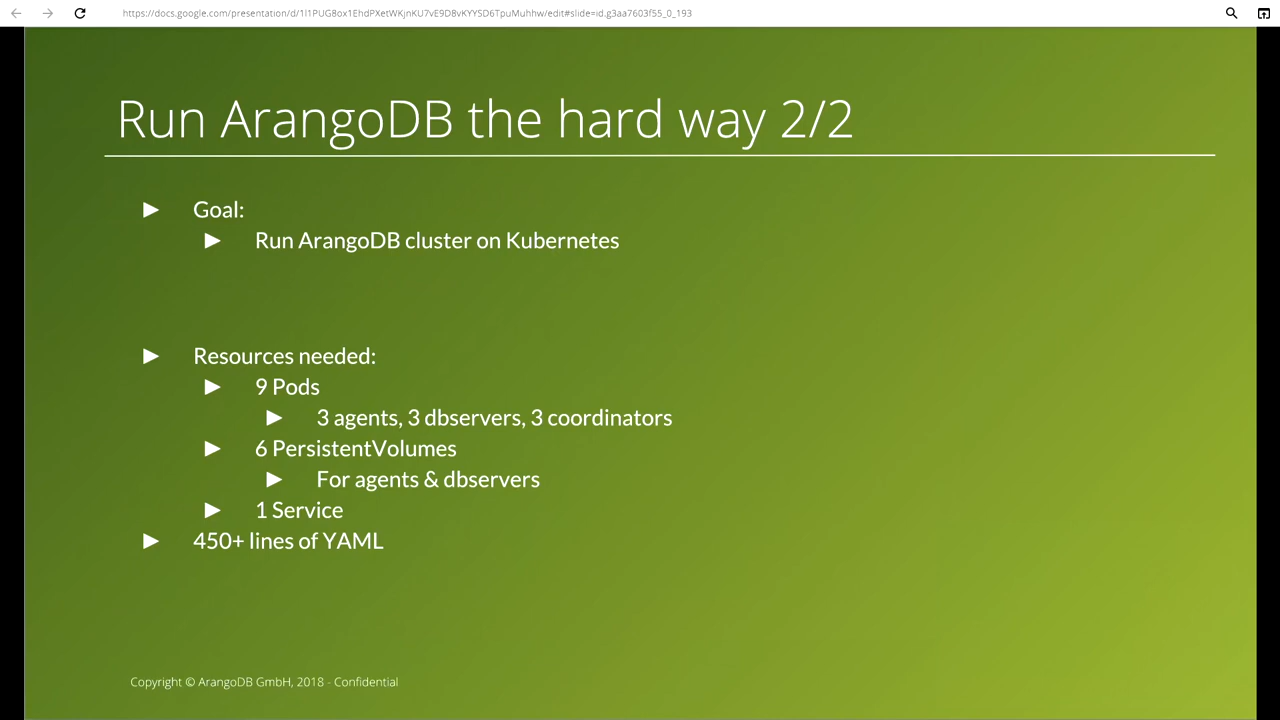 https://docs.google.com/presentation/d/1l1PUG8ox1EhdPXetWKjnKU7vE9D8vKYYSD6TpuMuhhw/edit#slide=id.g3aa7603f55_0_193
Run ArangoDB the hard way 2/2
► Goal:
► Run ArangoDB cluster on Kubernetes
► Resources needed:
► 9 Pods
► 3 agents, 3 dbservers, 3 coordinators
► 6 PersistentVolumes
► For agents & dbservers
► 1 Service
► 450+ lines of YAML
Copyright © ArangoDB GmbH, 2018 - Confidential